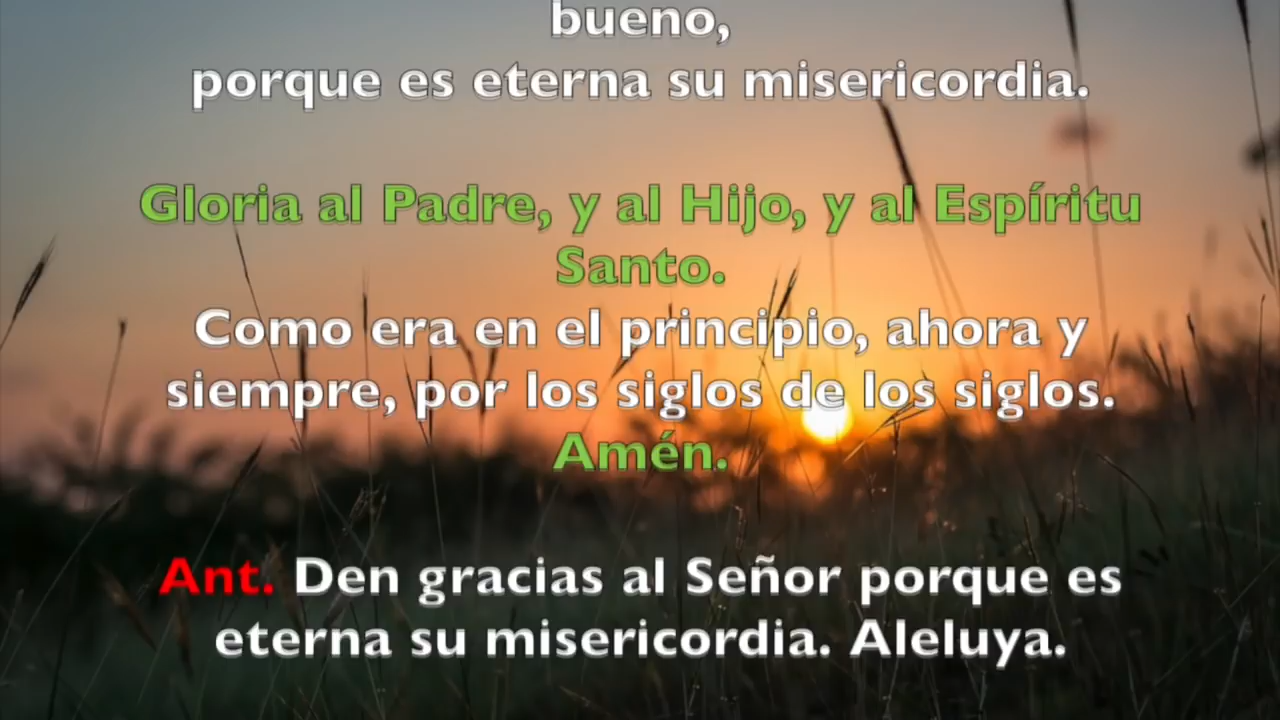 bueno,
porque es eterna su misericordia.
Gloria al Padre, y al Hijo, y al Espíritu
Santo.
Como era en el principio, ahora y
siempre, por los siglos de los siglos.
Amén.
Ant. Den gracias al Señor porque es
eterna su misericordia. Aleluya.